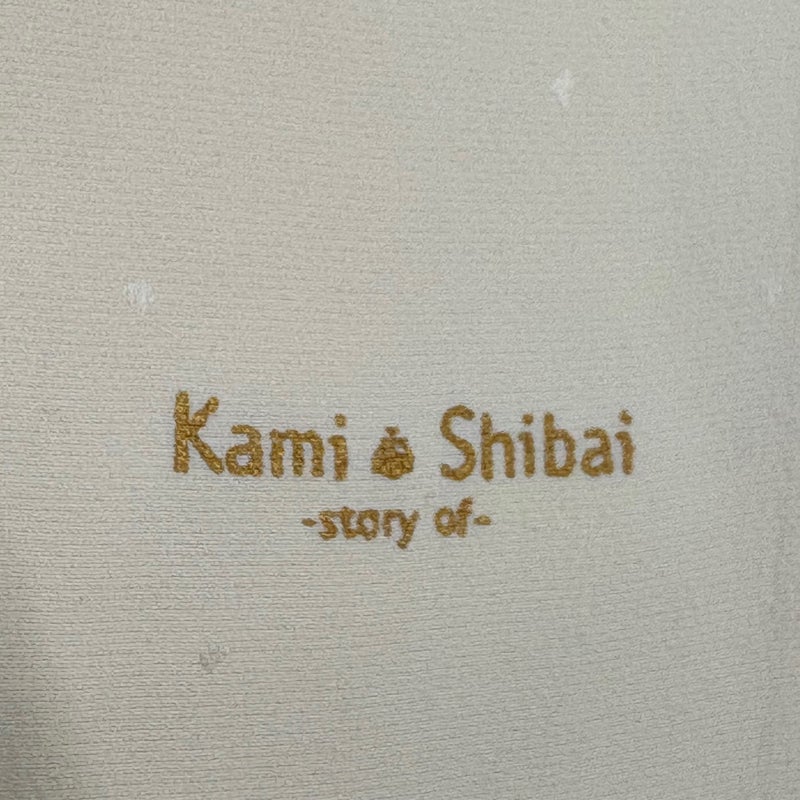 Kami Shibai
-story of-